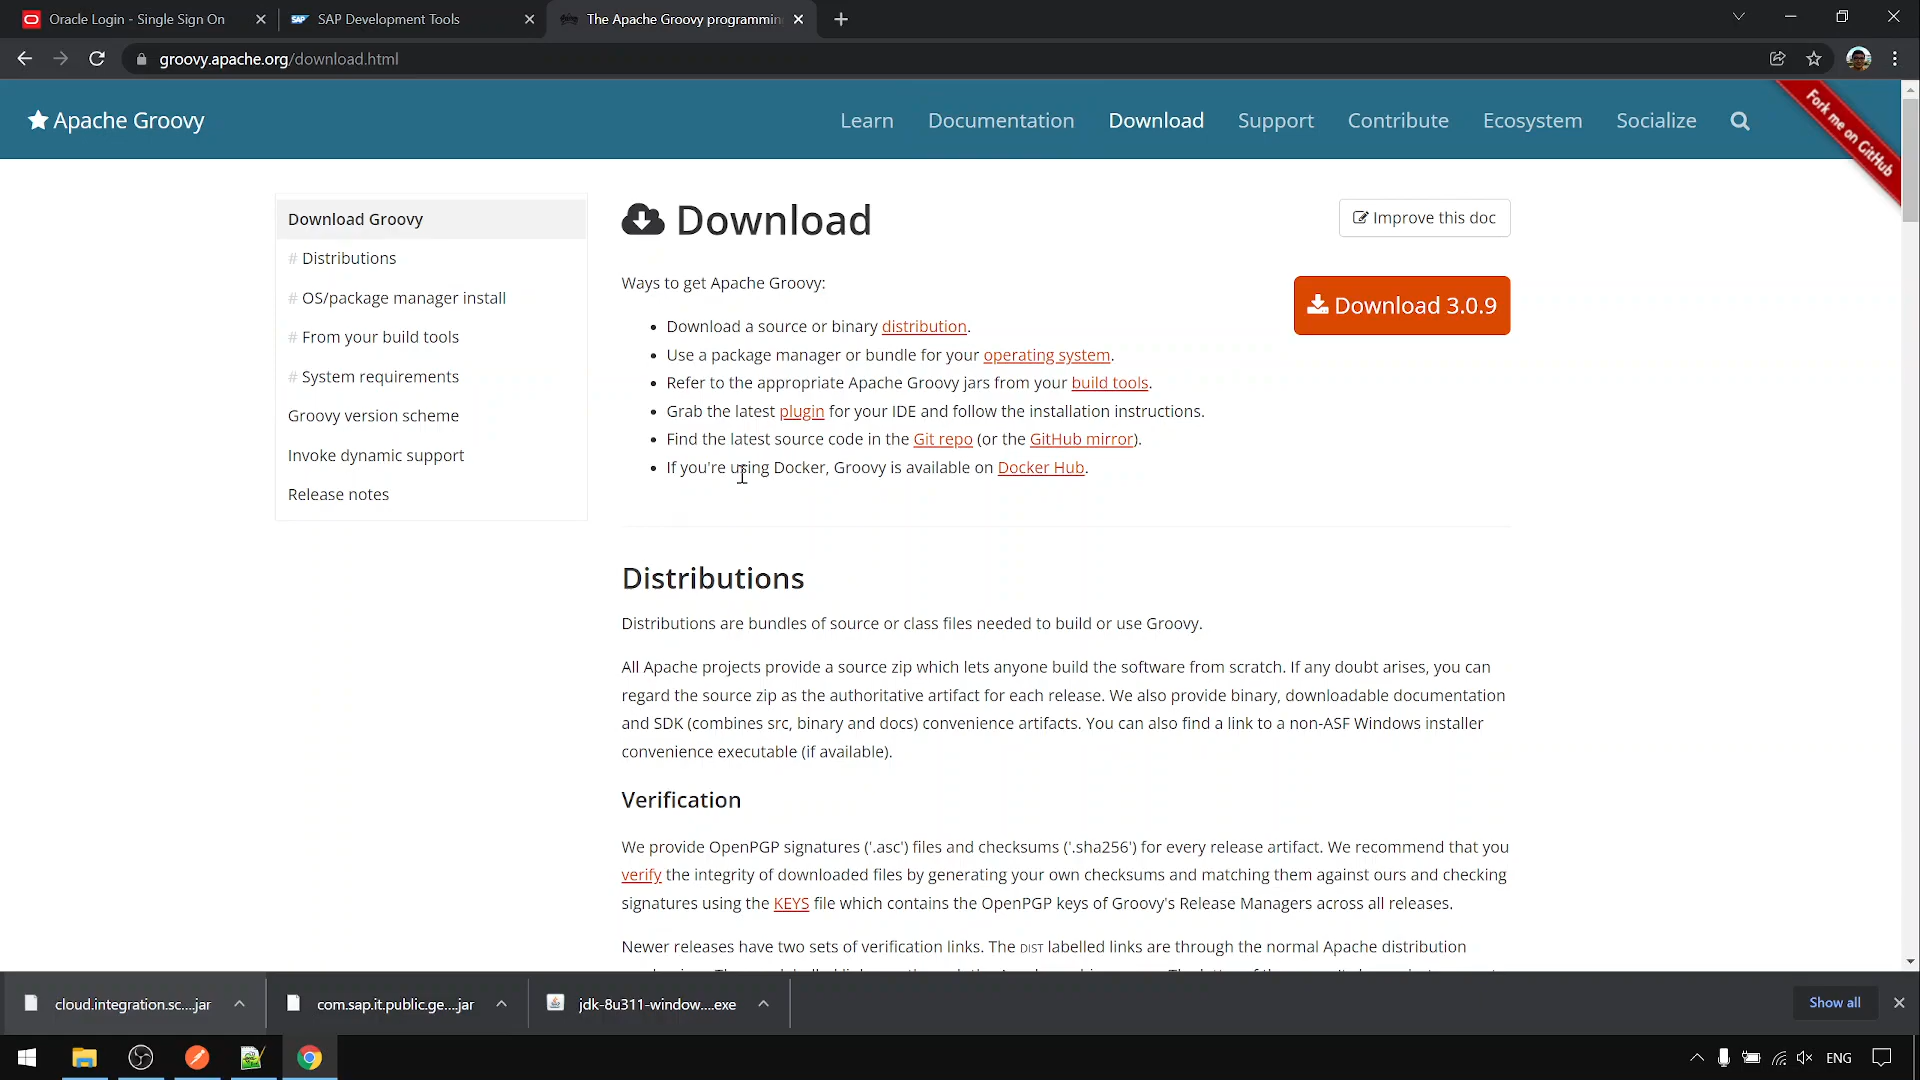 Oracle Login - Single Sign On
SAP Development Tools
The Apache Groovy programmin
groovy.apache.org/download.html
Apache Groovy
Learn
Documentation
Download
Support
Contribute
Ecosystem
Socialize
Fork me on GitHub
Download Groovy
# Distributions
# OS/package manager install
# From your build tools
# System requirements
Groovy version scheme
Invoke dynamic support
Release notes
Download
Improve this doc
Ways to get Apache Groovy:
Download 3.0.9
• Download a source or binary distribution.
• Use a package manager or bundle for your operating system.
• Refer to the appropriate Apache Groovy jars from your build tools.
• Grab the latest plugin for your IDE and follow the installation instructions.
• Find the latest source code in the Git repo (or the GitHub mirror).
• If you're using Docker, Groovy is available on Docker Hub.
Distributions
Distributions are bundles of source or class files needed to build or use Groovy.
All Apache projects provide a source zip which lets anyone build the software from scratch. If any doubt arises, you can
regard the source zip as the authoritative artifact for each release. We also provide binary, downloadable documentation
and SDK (combines src, binary and docs) convenience artifacts. You can also find a link to a non-ASF Windows installer
convenience executable (if available).
Verification
We provide OpenPGP signatures ('.asc') files and checksums ('.sha256') for every release artifact. We recommend that you
verify the integrity of downloaded files by generating your own checksums and matching them against ours and checking
signatures using the KEYS file which contains the OpenPGP keys of Groovy's Release Managers across all releases.
Newer releases have two sets of verification links. The DIST labelled links are through the normal Apache distribution
cloud.integration.sc....jar
com.sap.it.public.ge....jar
jdk-8u311-window....exe
Show all
ENG